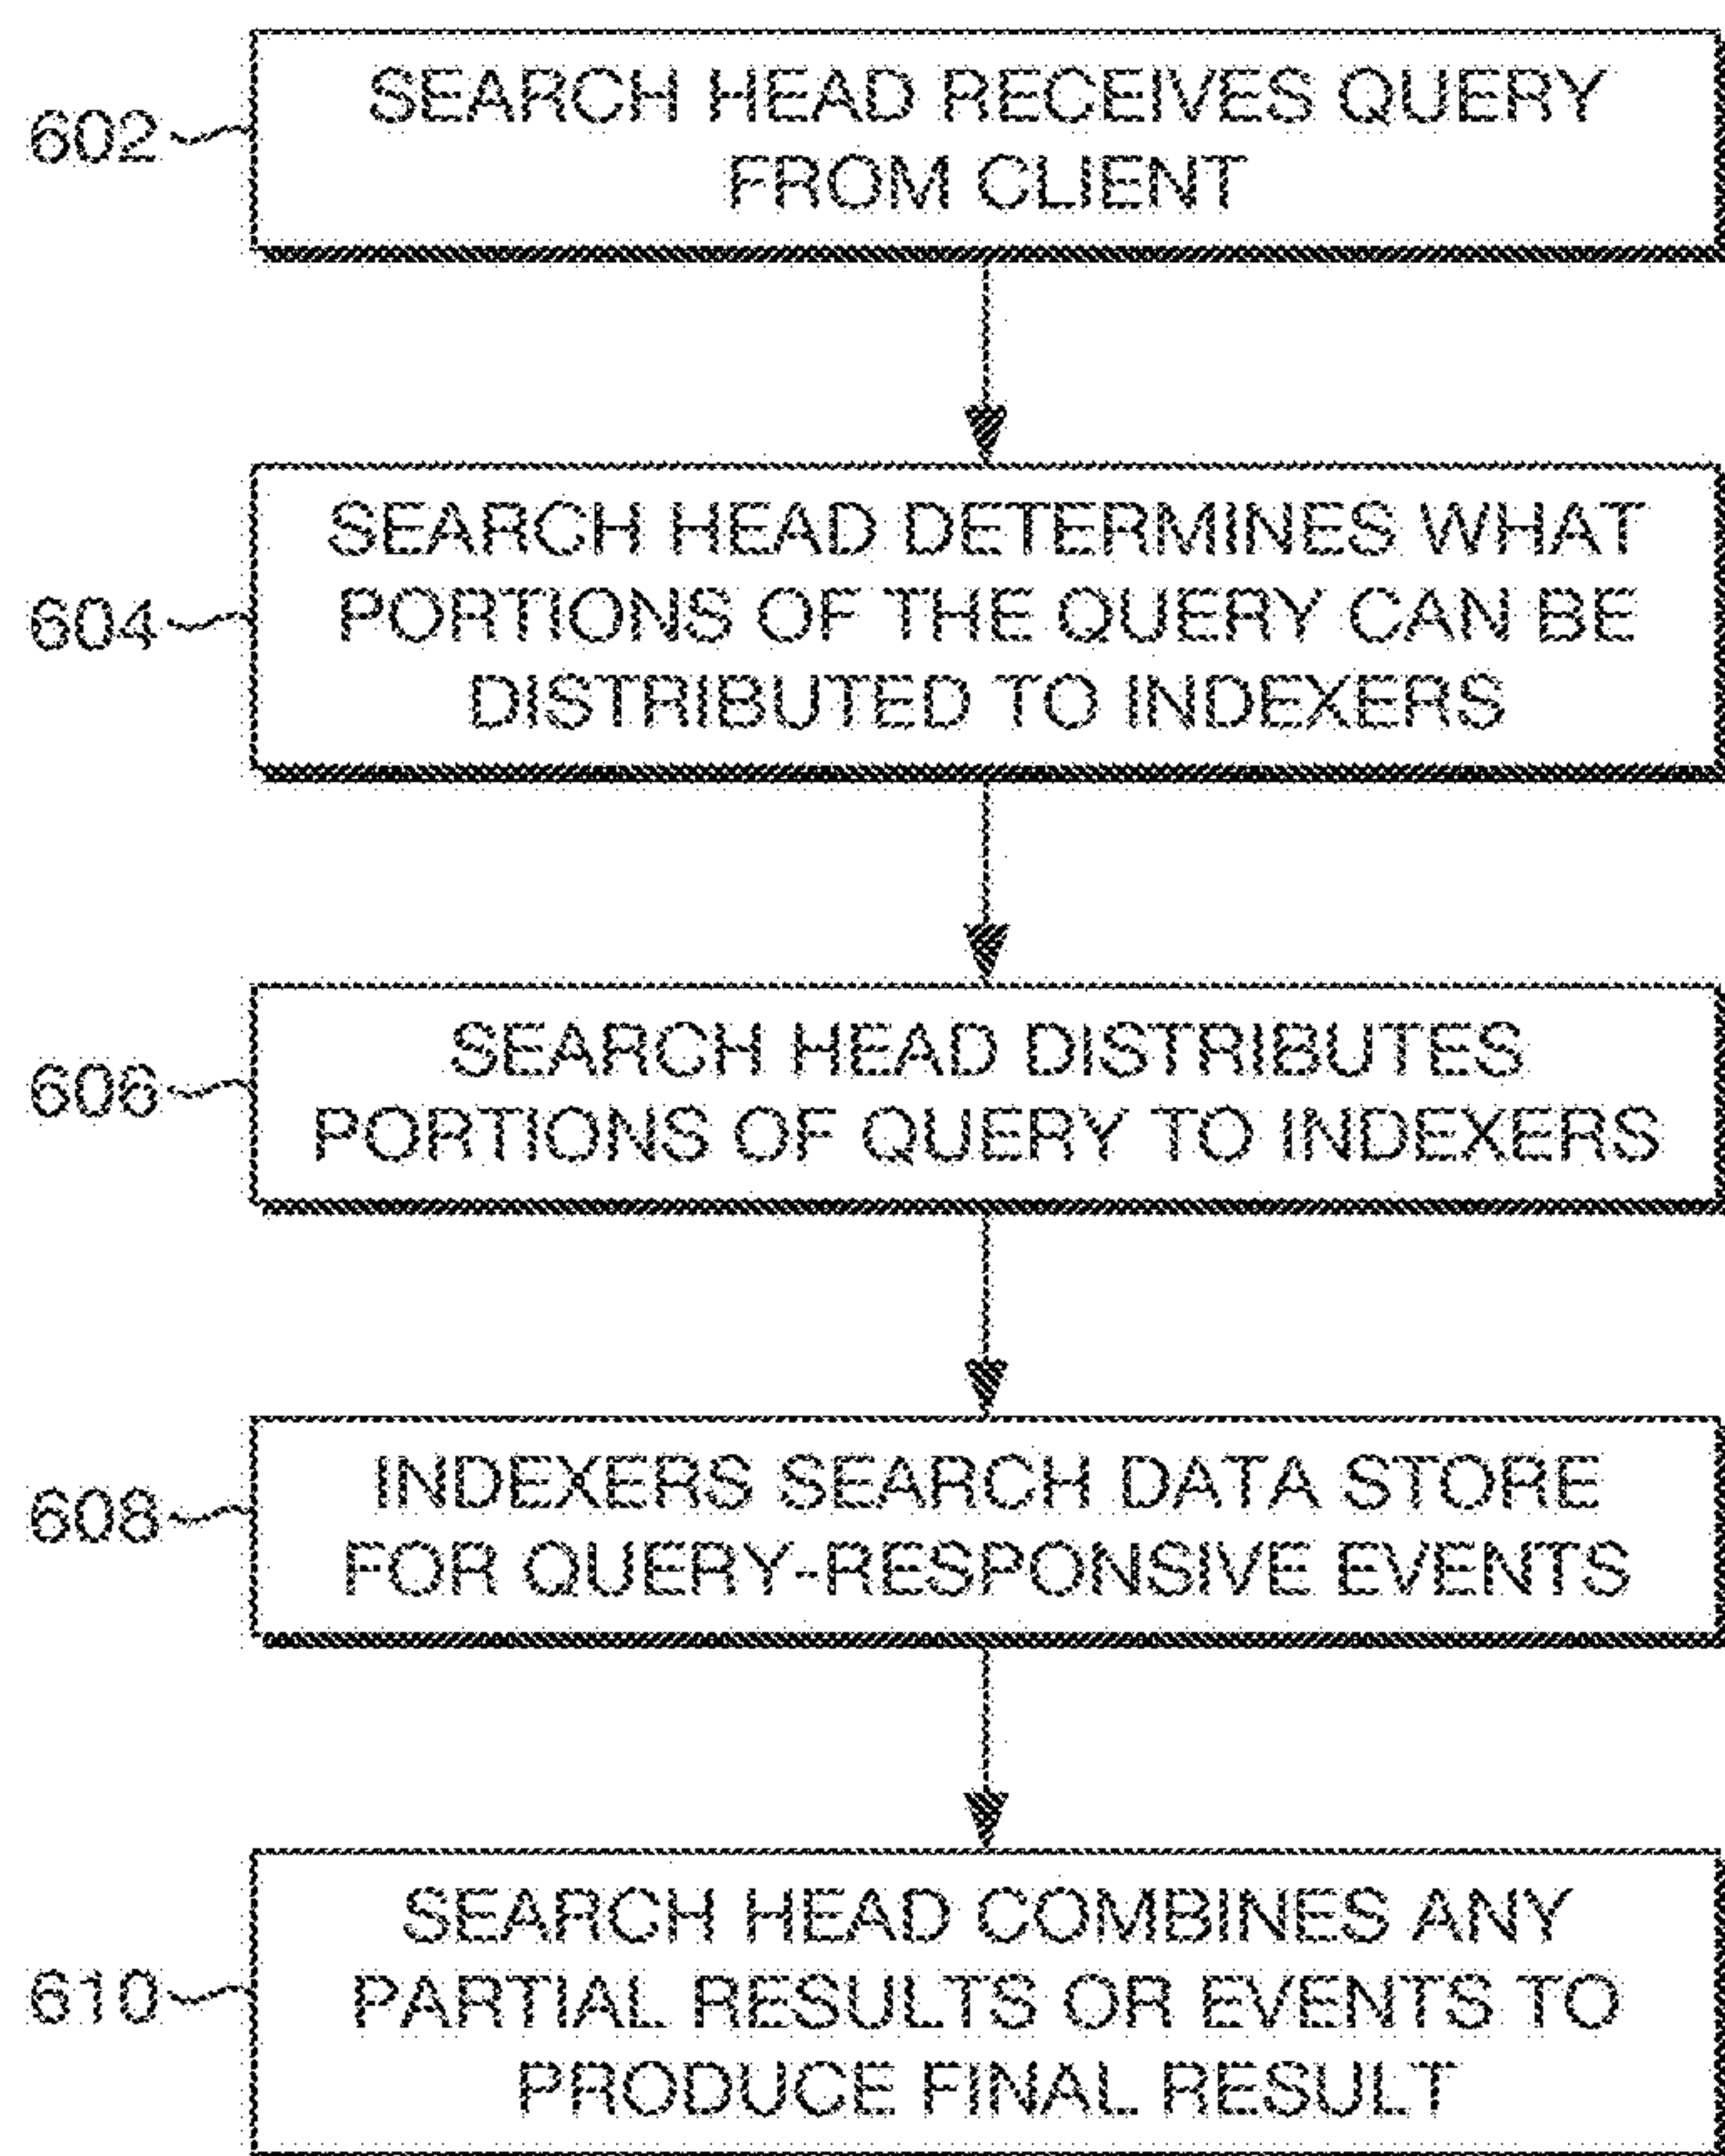 602
SEARCH HEAD RECEIVES QUERY
FROM CLIENT
604
SEARCH HEAD DETERMINES WHAT
PORTIONS OF THE QUERY CAN BE
DISTRIBUTED TO INDEXERS
606
SEARCH HEAD DISTRIBUTES
PORTIONS OF QUERY TO INDEXERS
608
INDEXERS SEARCH DATA STORE
FOR QUERY-RESPONSIVE EVENTS
610
SEARCH HEAD COMBINES ANY
PARTIAL RESULTS OR EVENTS TO
PRODUCE FINAL RESULT